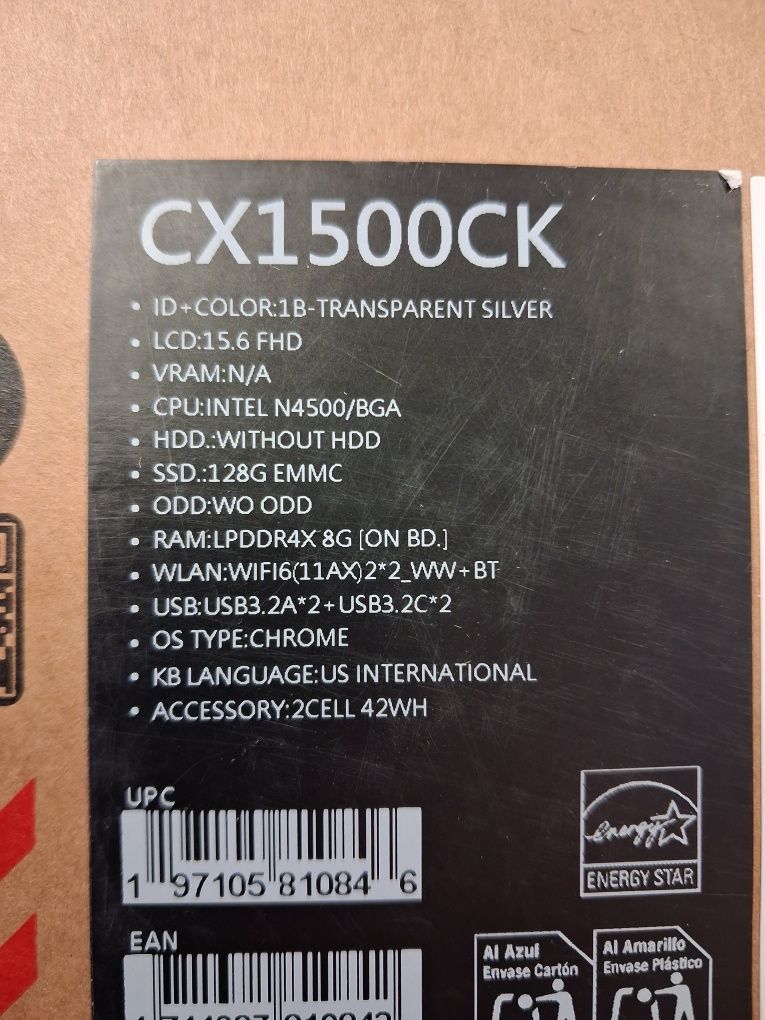 CX1500CK
• ID+COLOR:1B-TRANSPARENT SILVER
• LCD:15.6 FHD
• VRAM:N/A
• CPU:INTEL N4500/BGA
• HDD.:WITHOUT HDD
• SSD.:128G EMMC
• ODD:WO ODD
• RAM:LPDDR4X 8G [ON BD.]
• WLAN:WIFI6(11AX)2*2_WW+BT
• USB:USB3.2A*2+USB3.2C*2
• OS TYPE:CHROME
• KB LANGUAGE:US INTERNATIONAL
• ACCESSORY:2CELL 42WH
UPC
1 97105 81084 6
energy
ENERGY STAR
EAN
Al Azul
Envase Cartón
Al Amarillo
Envase Plástico